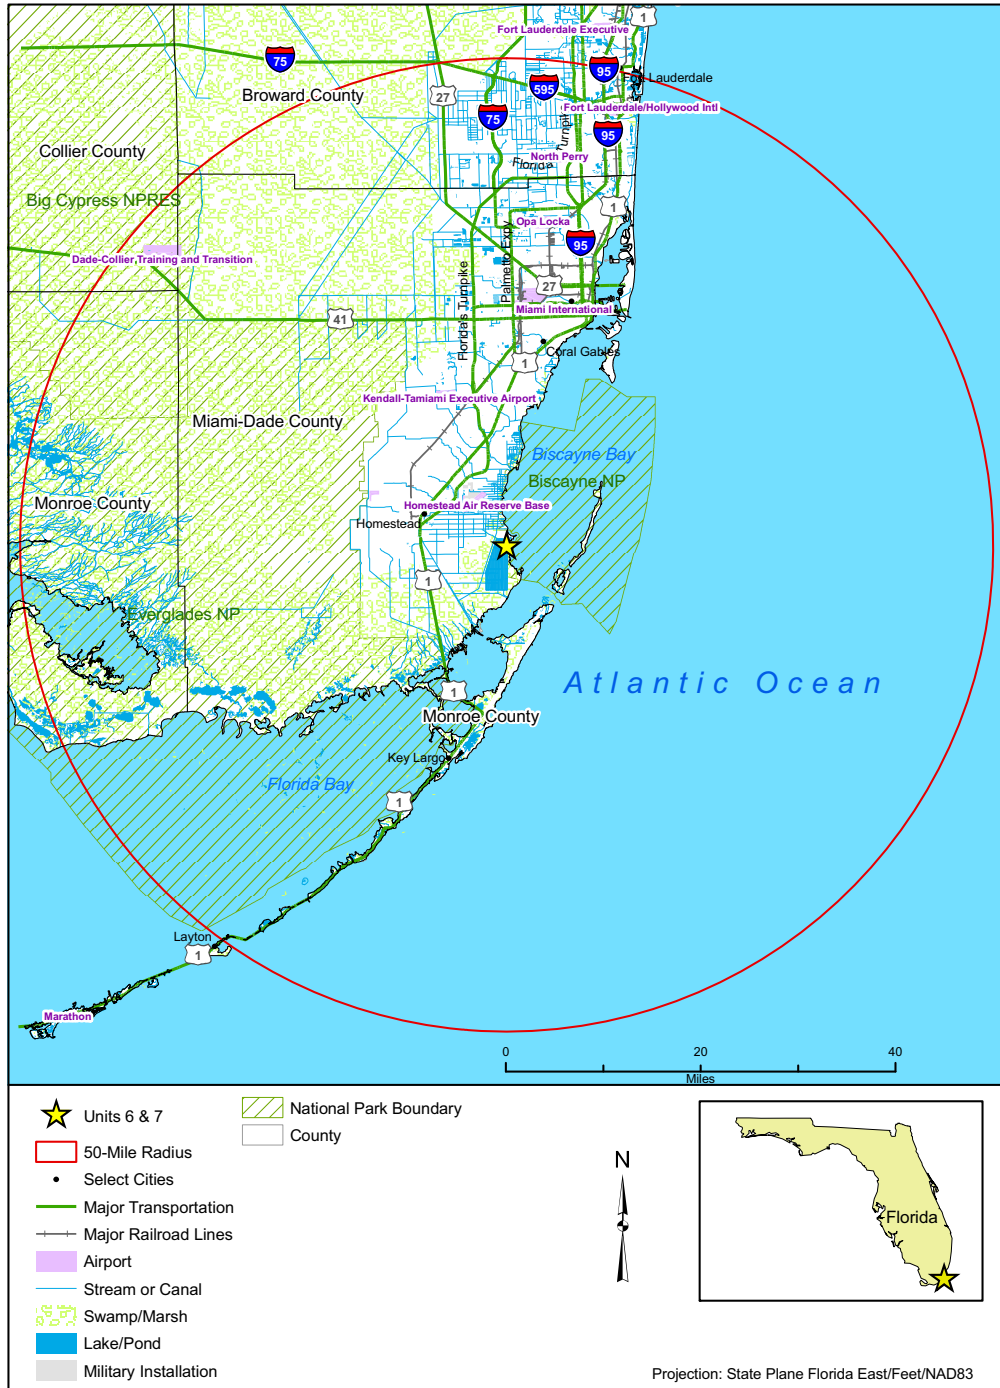 1
Fort Lauderdale Executive
75
95
Fort Lauderdale
595
Broward County
27
Fort Lauderdale/Hollywood Intl
75
95
Florida's Turnpike
Collier County
North Perry
Big Cypress NPRES
1
Opa Locka
95
Dade-Collier Training and Transition
Palmetto Expy
Florida's Turnpike
27
Miami International
41
Coral Gables
1
Kendall-Tamiami Executive Airport
Miami-Dade County
Biscayne Bay
Biscayne NP
Monroe County
Homestead Air Reserve Base
Homestead
1
Everglades NP
Atlantic Ocean
1
Monroe County
Key Largo
Florida Bay
1
Layton
1
Marathon
0 20 40
Miles
Units 6 & 7
50-Mile Radius
Select Cities
Major Transportation
Major Railroad Lines
Airport
Stream or Canal
Swamp/Marsh
Lake/Pond
Military Installation
National Park Boundary
County
N
Florida
Projection: State Plane Florida East/Feet/NAD83